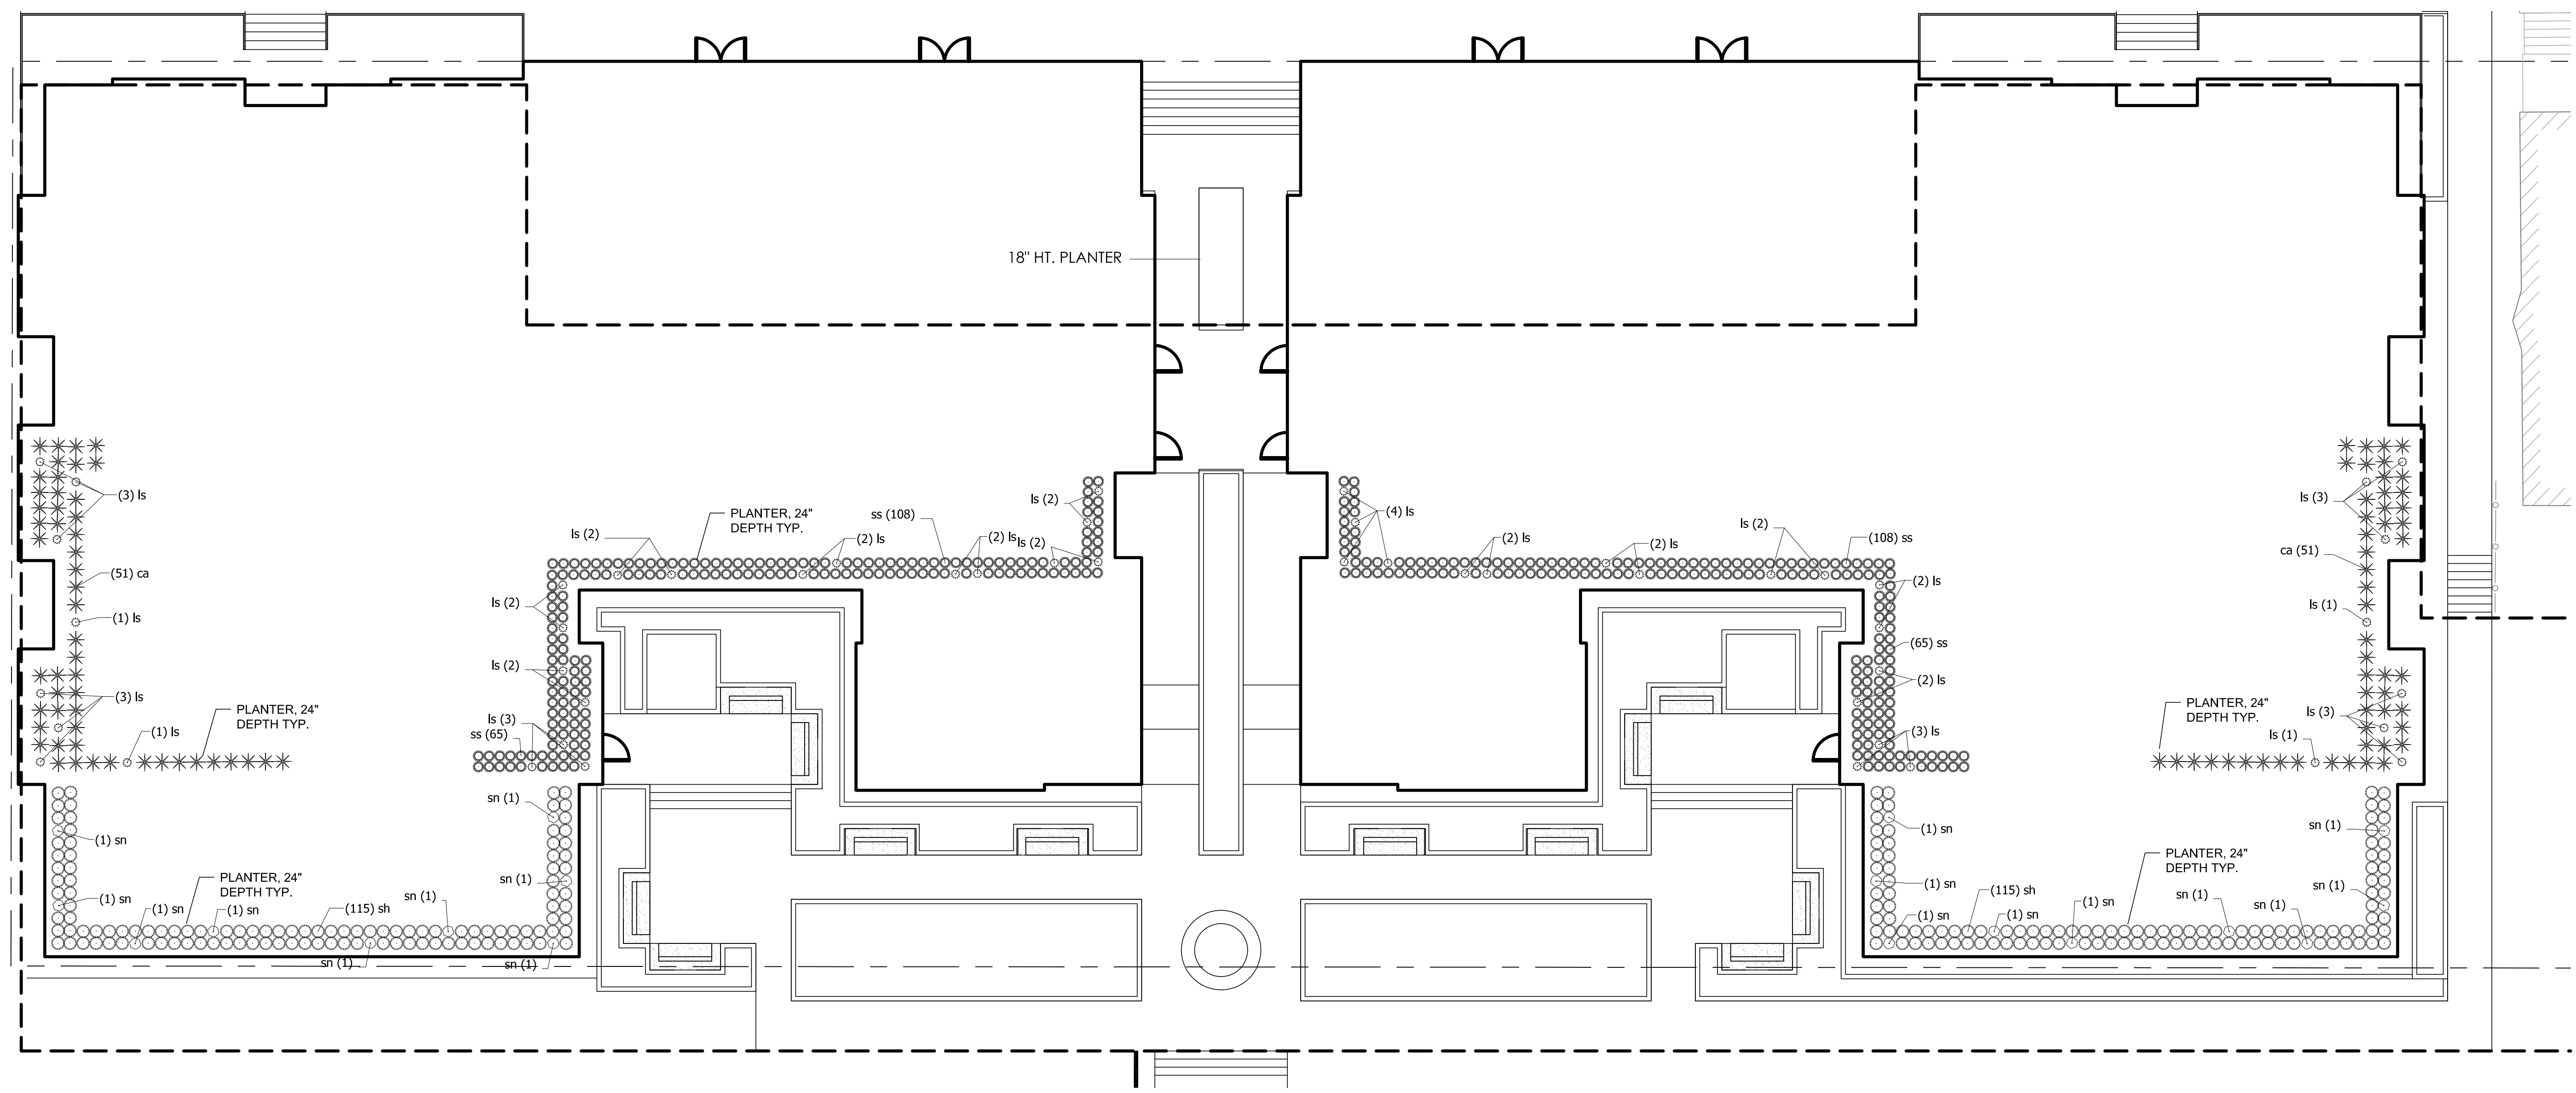 18" HT. PLANTER
(3) ls
(51) ca
(1) ls
(3) ls
(1) ls
PLANTER, 24"
DEPTH TYP.
ls (2)
PLANTER, 24"
DEPTH TYP.
(2) ls
ss (108)
(2) ls
ls (2)
ls (2)
ls (2)
ls (2)
ls (3)
ss (65)
(1) sn
(1) sn
(1) sn
PLANTER, 24"
DEPTH TYP.
(1) sn
(115) sh
sn (1)
sn (1)
sn (1)
sn (1)
sn (1)
(4) ls
(2) ls
(2) ls
ls (2)
(108) ss
(2) ls
(65) ss
(2) ls
(3) ls
ls (3)
ca (51)
ls (1)
ls (3)
ls (1)
PLANTER, 24"
DEPTH TYP.
(1) sn
(1) sn
(1) sn
(115) sh
(1) sn
(1) sn
PLANTER, 24"
DEPTH TYP.
sn (1)
sn (1)
sn (1)
sn (1)